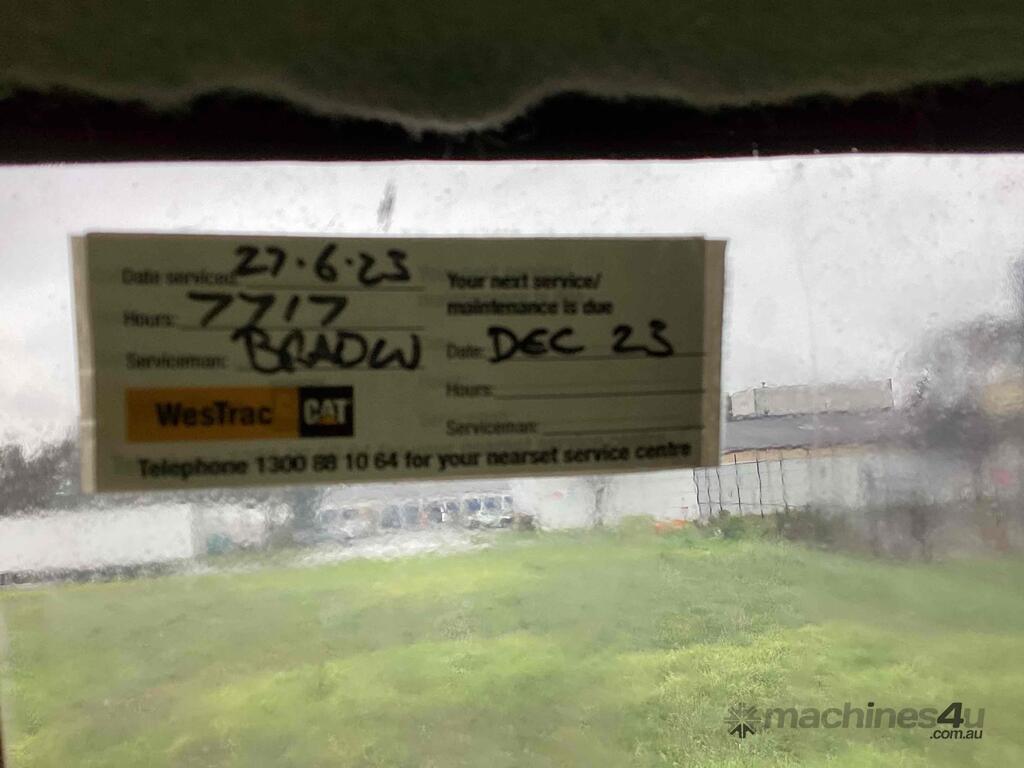 Date serviced: 27.6.23
Hours: 7717
Serviceman: BRADW
WesTrac CAT
Your next service/
maintenance is due
Date: DEC 23
Hours:
Serviceman:
Telephone 1300 88 10 64 for your nearset service centre
machines4u
.com.au